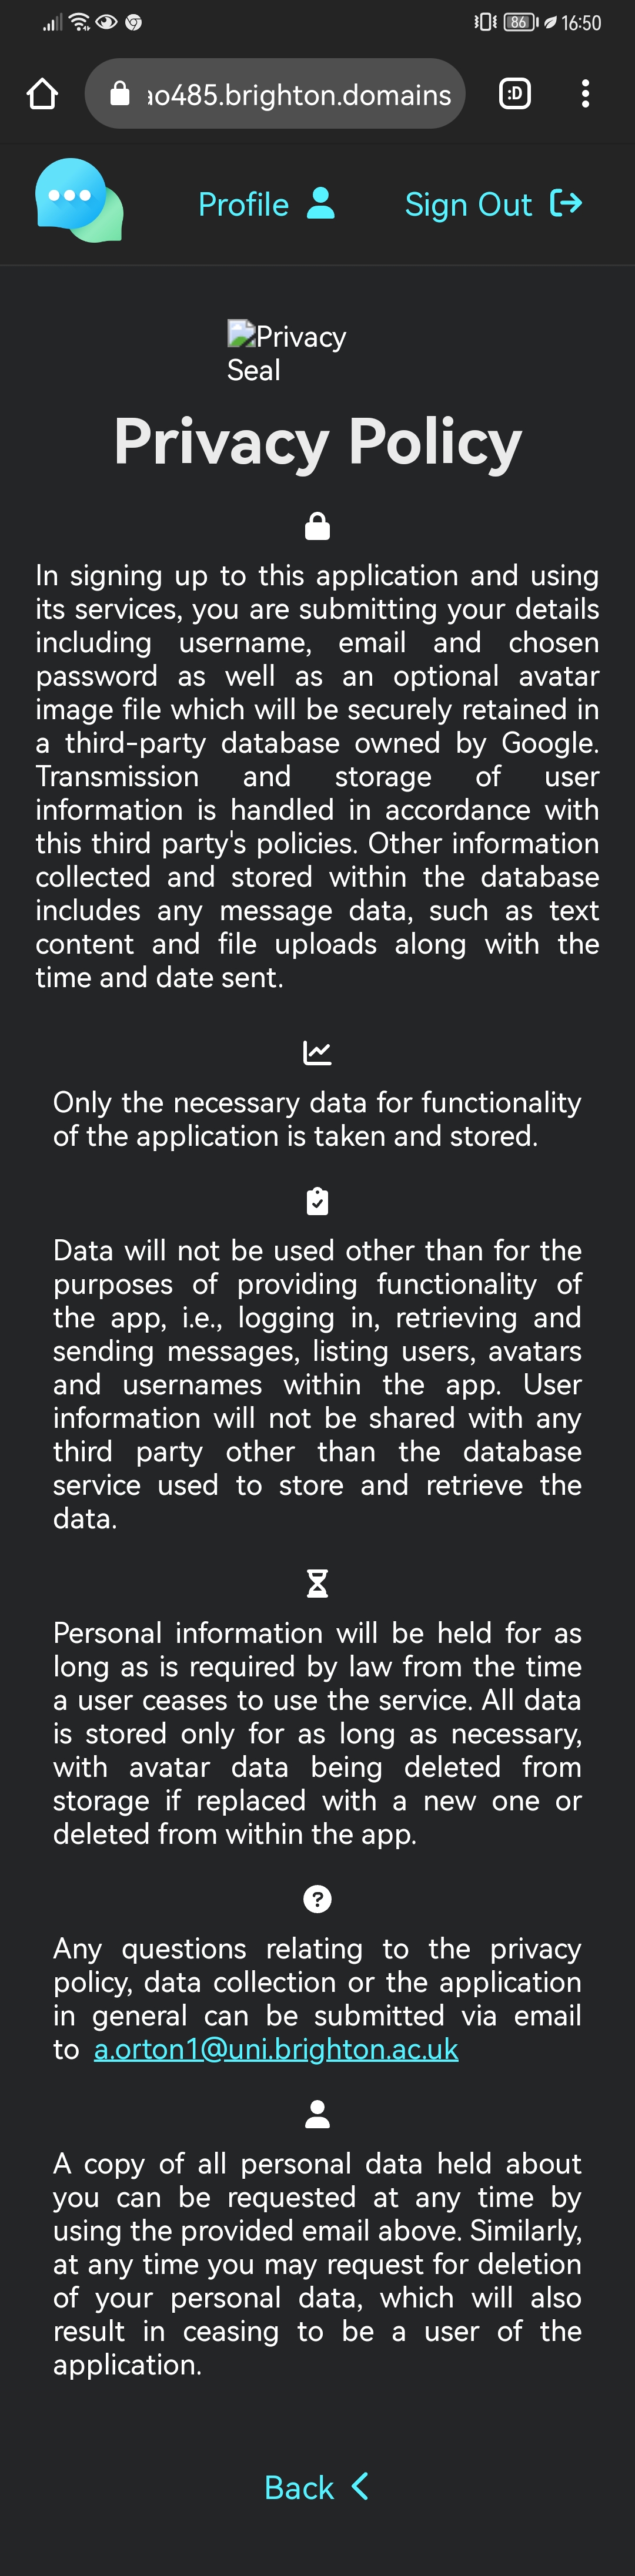 86 16:50
ao485.brighton.domains :D
Profile Sign Out
Privacy
Seal
Privacy Policy
In signing up to this application and using
its services, you are submitting your details
including username, email and chosen
password as well as an optional avatar
image file which will be securely retained in
a third-party database owned by Google.
Transmission and storage of user
information is handled in accordance with
this third party's policies. Other information
collected and stored within the database
includes any message data, such as text
content and file uploads along with the
time and date sent.
Only the necessary data for functionality
of the application is taken and stored.
Data will not be used other than for the
purposes of providing functionality of
the app, i.e., logging in, retrieving and
sending messages, listing users, avatars
and usernames within the app. User
information will not be shared with any
third party other than the database
service used to store and retrieve the
data.
Personal information will be held for as
long as is required by law from the time
a user ceases to use the service. All data
is stored only for as long as necessary,
with avatar data being deleted from
storage if replaced with a new one or
deleted from within the app.
Any questions relating to the privacy
policy, data collection or the application
in general can be submitted via email
to a.orton1@uni.brighton.ac.uk
A copy of all personal data held about
you can be requested at any time by
using the provided email above. Similarly,
at any time you may request for deletion
of your personal data, which will also
result in ceasing to be a user of the
application.
Back